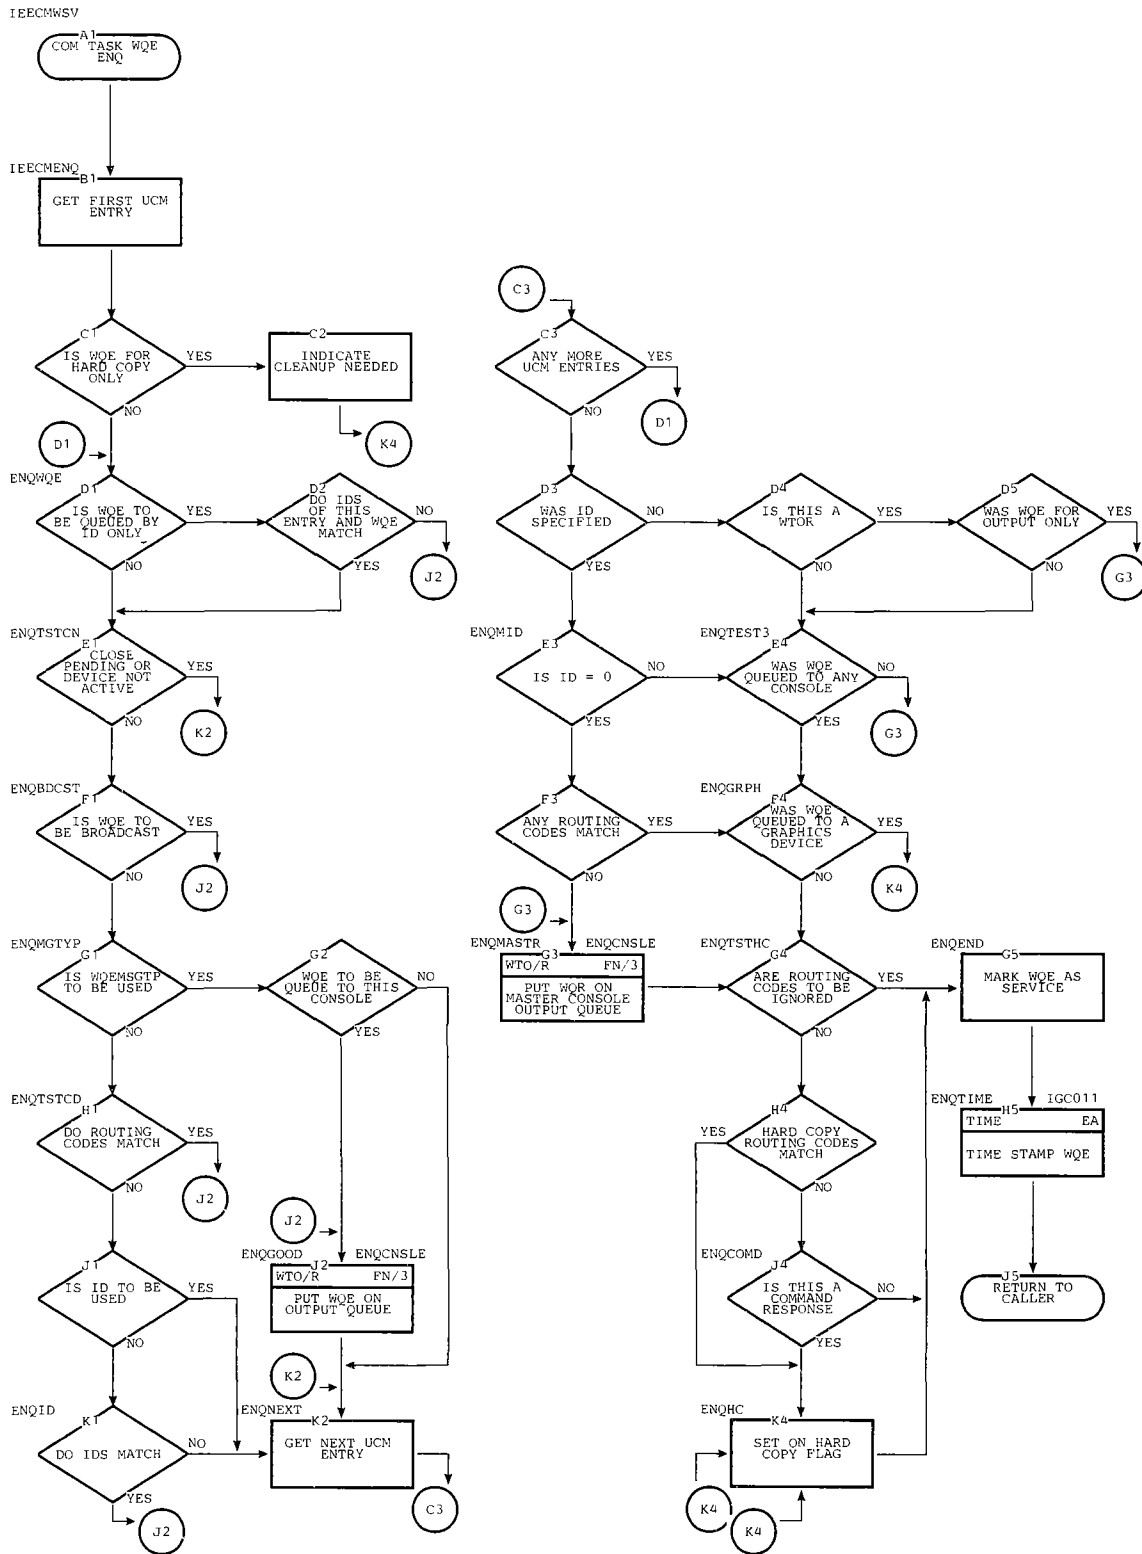 IEECMWSV
A1
COM TASK WQE
ENQ
IEECMENQ
B1
GET FIRST UCM
ENTRY
C1
IS WQE FOR
HARD COPY
ONLY
YES
NO
C2
INDICATE
CLEANUP NEEDED
K4
D1
ENQWQE
D1
IS WQE TO
BE QUEUED BY
ID ONLY
YES
NO
D2
DO IDS
OF THIS
ENTRY AND WQE
MATCH
NO
YES
J2
ENQTSTCN
E1
CLOSE
PENDING OR
DEVICE NOT
ACTIVE
YES
NO
K2
ENQBDCST
F1
IS WQE TO
BE BROADCAST
YES
NO
J2
ENQMGTYP
G1
IS WQEMSGTP
TO BE USED
YES
NO
G2
WQE TO BE
QUEUE TO THIS
CONSOLE
NO
YES
ENQTSTCD
H1
DO ROUTING
CODES MATCH
YES
NO
J2
J2
J1
IS ID TO BE
USED
YES
NO
ENQGOOD
ENQCNSLE
J2
WTO/R FN/3
PUT WQE ON
OUTPUT QUEUE
K2
ENQID
K1
DO IDS MATCH
NO
YES
J2
ENQNEXT
K2
GET NEXT UCM
ENTRY
C3
C3
C3
ANY MORE
UCM ENTRIES
YES
NO
D1
D3
WAS ID
SPECIFIED
NO
YES
D4
IS THIS A
WTOR
YES
NO
D5
WAS WQE FOR
OUTPUT ONLY
YES
NO
G3
ENQMID
E3
IS ID = 0
NO
YES
ENQTEST3
E4
WAS WQE
QUEUED TO ANY
CONSOLE
NO
YES
G3
F3
ANY ROUTING
CODES MATCH
YES
NO
ENQGRPH
F4
WAS WQE
QUEUED TO A
GRAPHICS
DEVICE
YES
NO
K4
G3
ENQMASTR
ENQCNSLE
G3
WTO/R FN/3
PUT WQR ON
MASTER CONSOLE
OUTPUT QUEUE
ENQTSTHC
G4
ARE ROUTING
CODES TO BE
IGNORED
YES
NO
ENQEND
G5
MARK WQE AS
SERVICE
H4
HARD COPY
ROUTING CODES
MATCH
YES
NO
ENQTIME
IGC011
H5
TIME EA
TIME STAMP WQE
ENQCOMD
J4
IS THIS A
COMMAND
RESPONSE
NO
YES
J5
RETURN TO
CALLER
ENQHC
K4
SET ON HARD
COPY FLAG
K4
K4